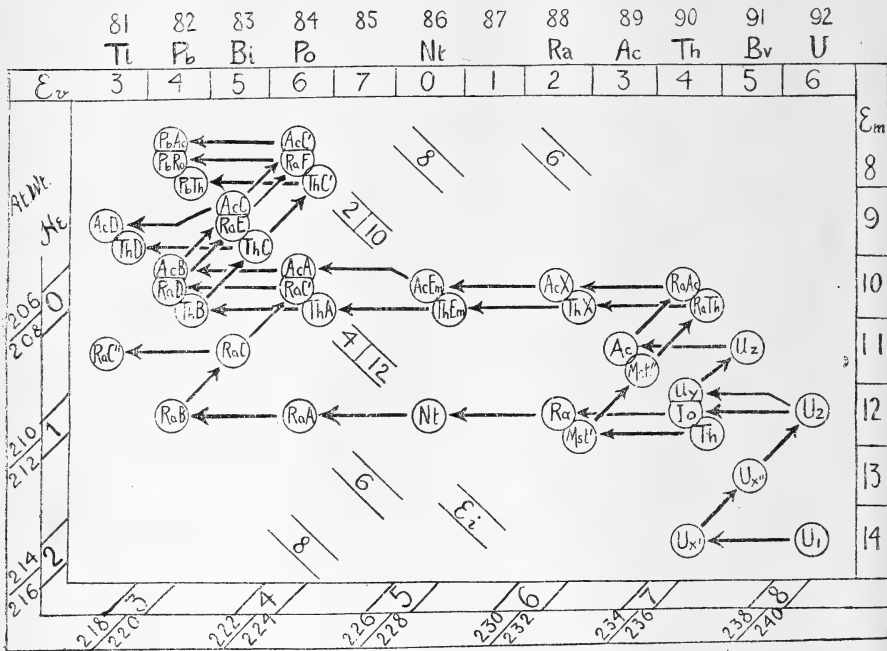 81 82 83 84 85 86 87 88 89 90 91 92
Tl Pb Bi Po Nt Ra Ac Th Bv U
Ev 3 4 5 6 7 0 1 2 3 4 5 6
Em
PbAc AcC' 8 6
PbRa RaF 8
PbTh ThC'
At Wt. AcC 2 10 9
He AcD RaE
ThD ThC
AcB AcA AcEm AcX RaAc 10
206 0 RaD RaC' RaTh
208 ThB ThA ThEm ThX
RaC" RaC 4 12 Ac UZ 11
Mst."
Uy
210 1 RaB RaA Nt Ra Io U2 12
212 Mst' Th
6 Ei Ux" 13
214 2 8 Ux' U1 14
216
3 4 5 6 7 8
218 222 226 230 234 238
220 224 228 232 236 240